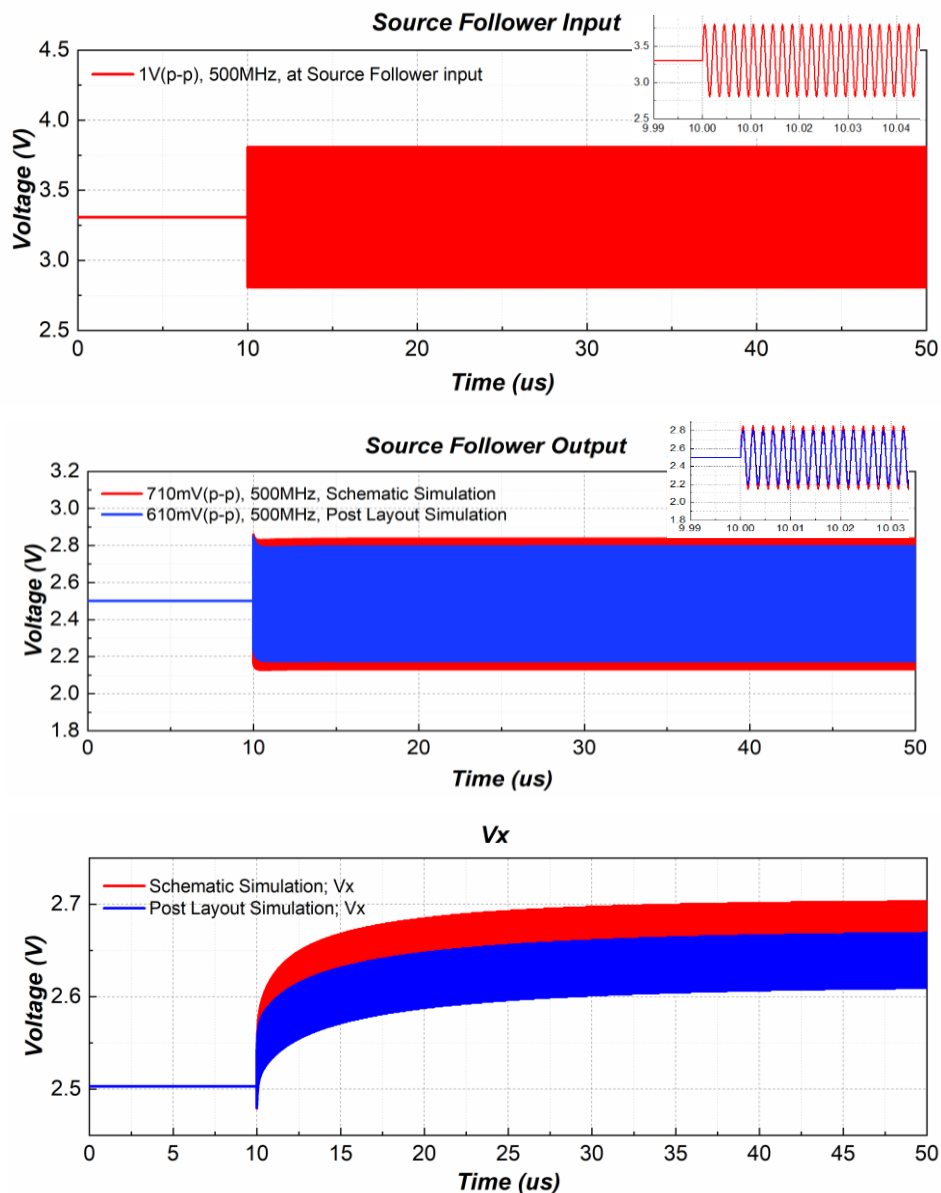 Source Follower Input
4.5
4.0
3.5
3.0
2.5
Voltage (V)
1V(p-p), 500MHz, at Source Follower input
3.5
3.0
2.5
9.99 10.00 10.01 10.02 10.03 10.04
0 10 20 30 40 50
Time (us)
Source Follower Output
3.2
3.0
2.8
2.6
2.4
2.2
2.0
1.8
Voltage (V)
710mV(p-p), 500MHz, Schematic Simulation
610mV(p-p), 500MHz, Post Layout Simulation
2.8
2.6
2.4
2.2
2.0
1.8
9.99 10.00 10.01 10.02 10.03
0 10 20 30 40 50
Time (us)
Vx
2.7
2.6
2.5
Voltage (V)
Schematic Simulation; Vx
Post Layout Simulation; Vx
0 5 10 15 20 25 30 35 40 45 50
Time (us)